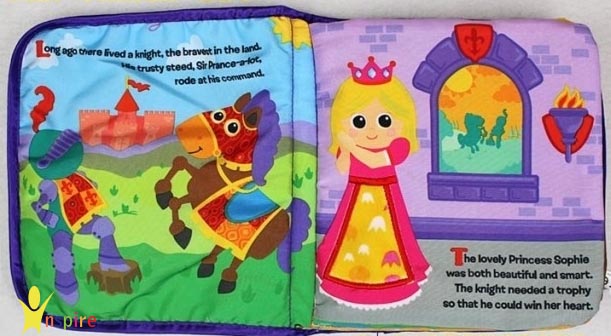 Long ago there lived a knight, the bravest in the land.
His trusty steed, Sir Prance-a-lot,
rode at his command.
The lovely Princess Sophie
was both beautiful and smart.
The knight needed a trophy
so that he could win her heart.
nspire